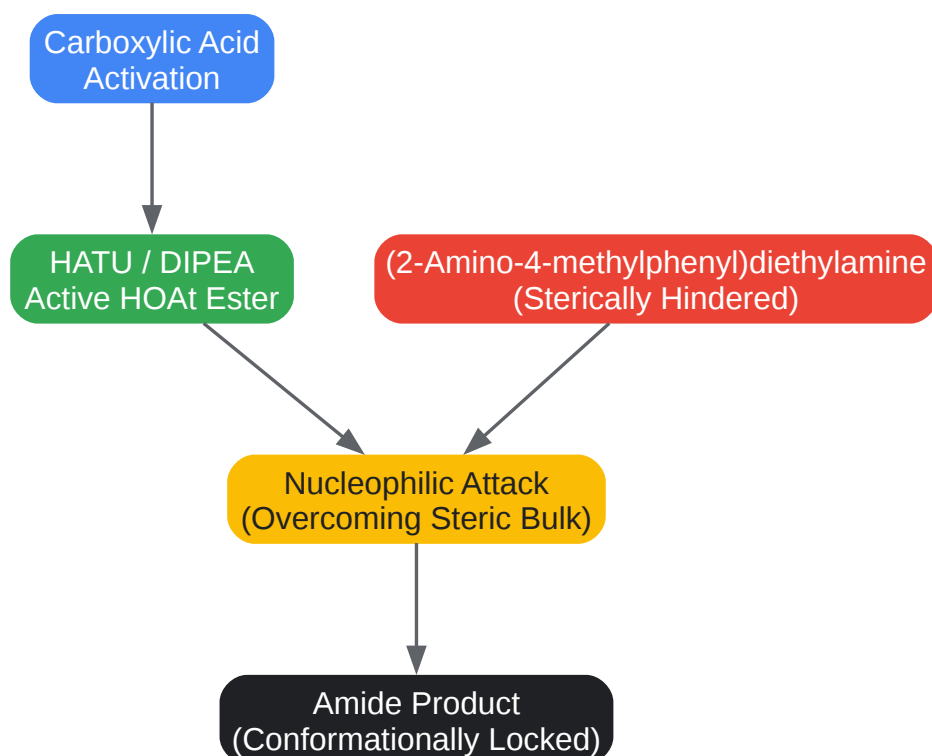 Carboxylic Acid
Activation
HATU / DIPEA
Active HOAt Ester
(2-Amino-4-methylphenyl)diethylamine
(Sterically Hindered)
Nucleophilic Attack
(Overcoming Steric Bulk)
Amide Product
(Conformationally Locked)